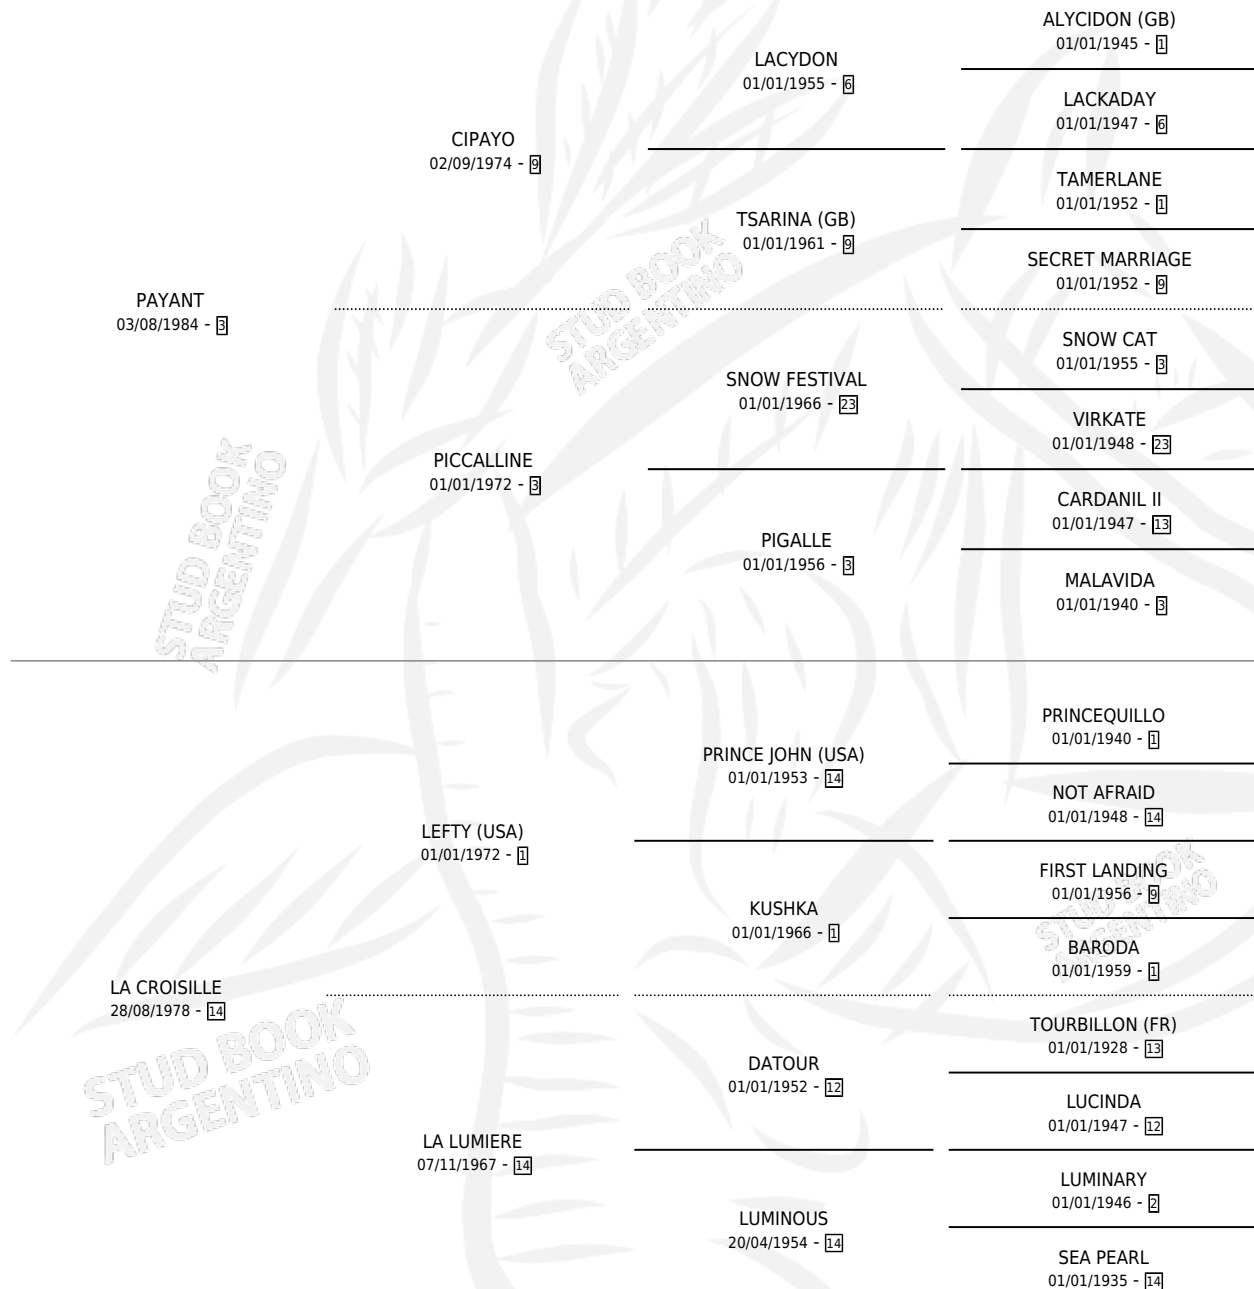 ALYCIDON (GB)
01/01/1945 - 1
LACYDON
01/01/1955 - 6
LACKADAY
01/01/1947 - 6
CIPAYO
02/09/1974 - 9
TAMERLANE
01/01/1952 - 1
TSARINA (GB)
01/01/1961 - 9
SECRET MARRIAGE
01/01/1952 - 9
PAYANT
03/08/1984 - 3
STUD BOOK
ARGENTINO
SNOW CAT
01/01/1955 - 3
SNOW FESTIVAL
01/01/1966 - 23
VIRKATE
01/01/1948 - 23
PICCALLINE
01/01/1972 - 3
CARDANIL II
01/01/1947 - 13
PIGALLE
01/01/1956 - 3
MALAVIDA
01/01/1940 - 3
STUD BOOK
ARGENTINO
PRINCEQUILLO
01/01/1940 - 1
PRINCE JOHN (USA)
01/01/1953 - 14
NOT AFRAID
01/01/1948 - 14
LEFTY (USA)
01/01/1972 - 1
FIRST LANDING
01/01/1956 - 9
KUSHKA
01/01/1966 - 1
BARODA
01/01/1959 - 1
STUD BOOK
ARGENTINO
LA CROISILLE
28/08/1978 - 14
TOURBILLON (FR)
01/01/1928 - 13
DATOUR
01/01/1952 - 12
LUCINDA
01/01/1947 - 12
STUD BOOK
ARGENTINO
LA LUMIERE
07/11/1967 - 14
LUMINARY
01/01/1946 - 2
LUMINOUS
20/04/1954 - 14
SEA PEARL
01/01/1935 - 14